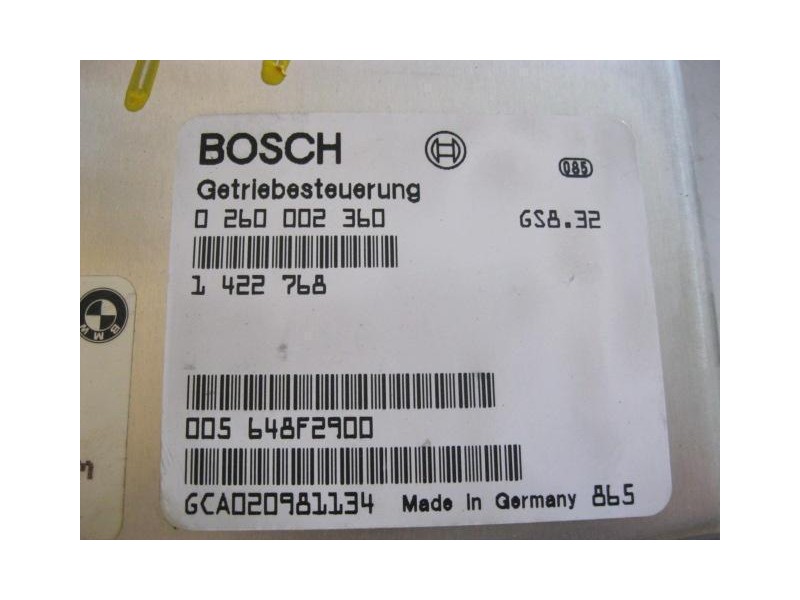 BOSCH
085
Getriebesteuerung
0 260 002 360 GS8.32
1 422 768
BMW
005 648F2900
GCA020981134 Made in Germany 865